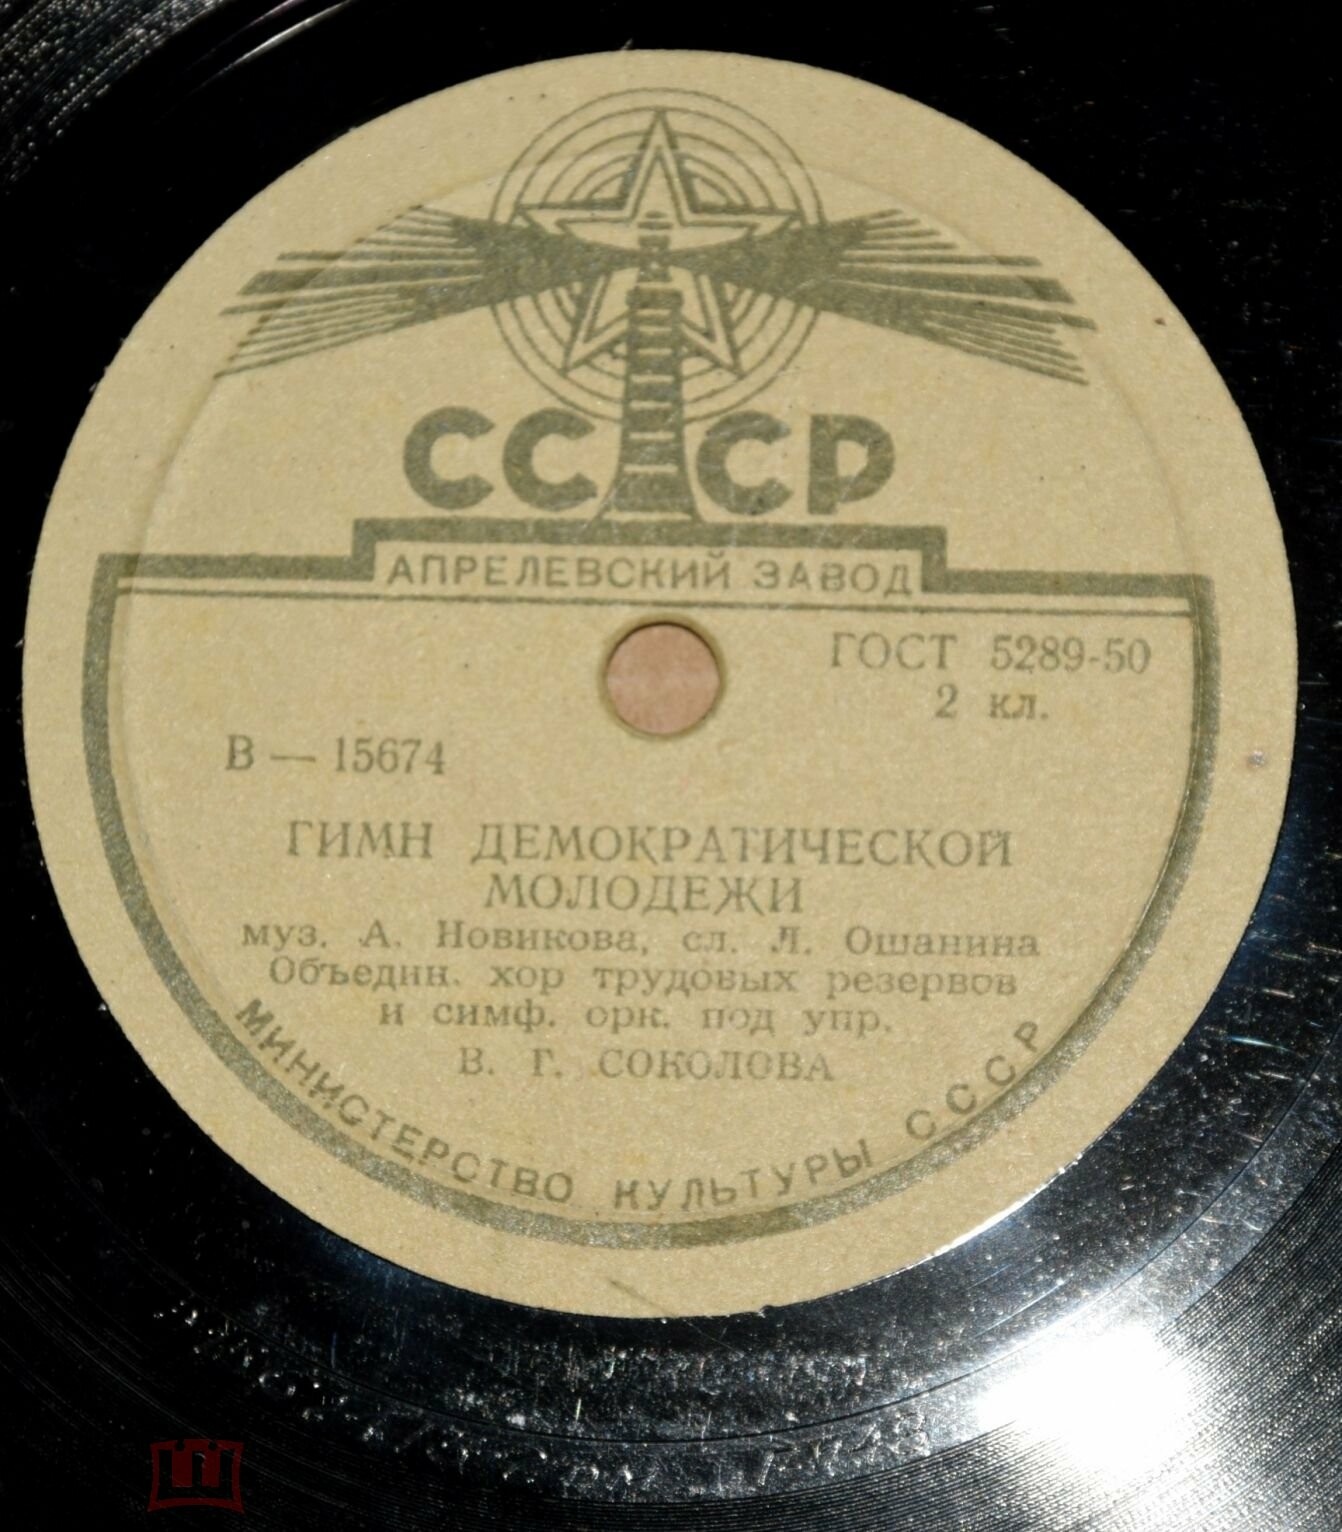 СССР
АПРЕЛЕВСКИЙ ЗАВОД
ГОСТ 5289-50
2 кл.
В — 15674
ГИМН ДЕМОКРАТИЧЕСКОЙ
МОЛОДЕЖИ
муз. А. Новикова, сл. Л. Ошанина
Объедин. хор трудовых резервов
и симф. орк. под упр.
В. Г. СОКОЛОВА
МИНИСТЕРСТВО КУЛЬТУРЫ СССР